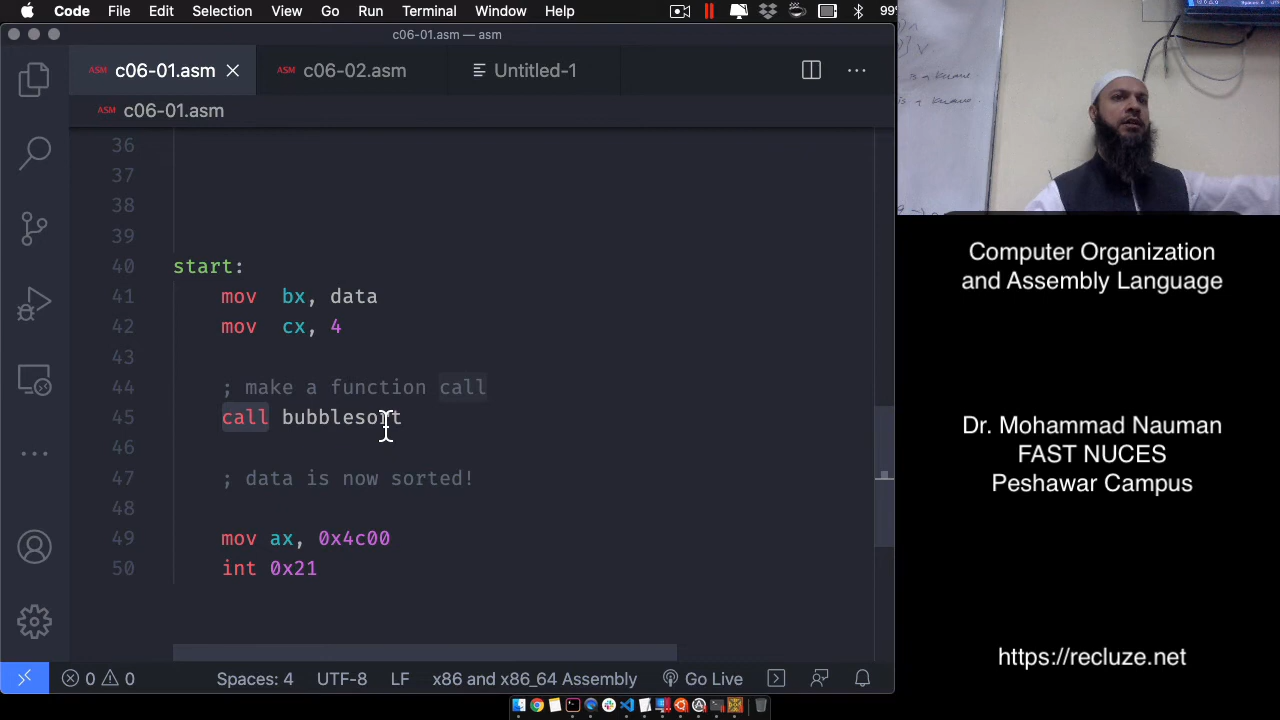 Code File Edit Selection View Go Run Terminal Window Help 99%
c06-01.asm — asm
ASM c06-01.asm ASM c06-02.asm Untitled-1
ASM c06-01.asm
36
37
38
39
40 start:
41 mov bx, data
42 mov cx, 4
43
44 ; make a function call
45 call bubblesort
46
47 ; data is now sorted!
48
49 mov ax, 0x4c00
50 int 0x21
0 0 Spaces: 4 UTF-8 LF x86 and x86_64 Assembly Go Live
Computer Organization
and Assembly Language
Dr. Mohammad Nauman
FAST NUCES
Peshawar Campus
https://recluze.net